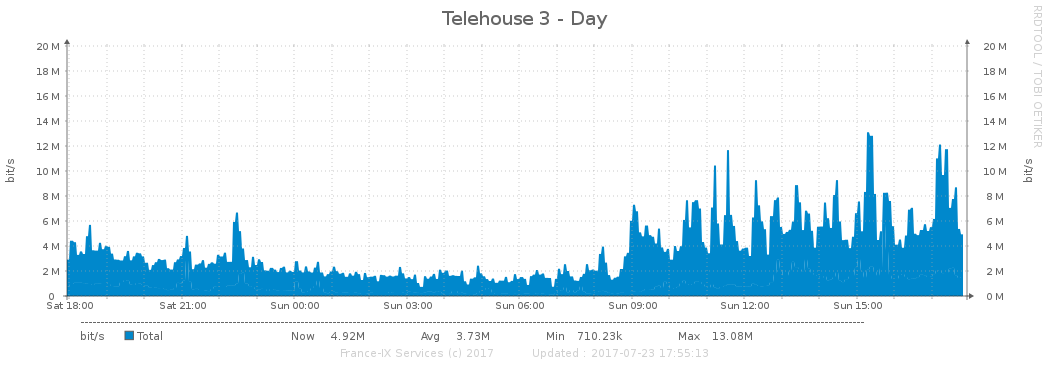 Telehouse 3 - Day
RRDTOOL / TOBI OETIKER
bit/s
20 M 20 M
18 M 18 M
16 M 16 M
14 M 14 M
12 M 12 M
10 M 10 M
8 M 8 M
6 M 6 M
4 M 4 M
2 M 2 M
0 0 M
bit/s
Sat 18:00 Sat 21:00 Sun 00:00 Sun 03:00 Sun 06:00 Sun 09:00 Sun 12:00 Sun 15:00
bit/s Total Now 4.92M Avg 3.73M Min 710.23k Max 13.08M
France-IX Services (c) 2017 Updated : 2017-07-23 17:55:13